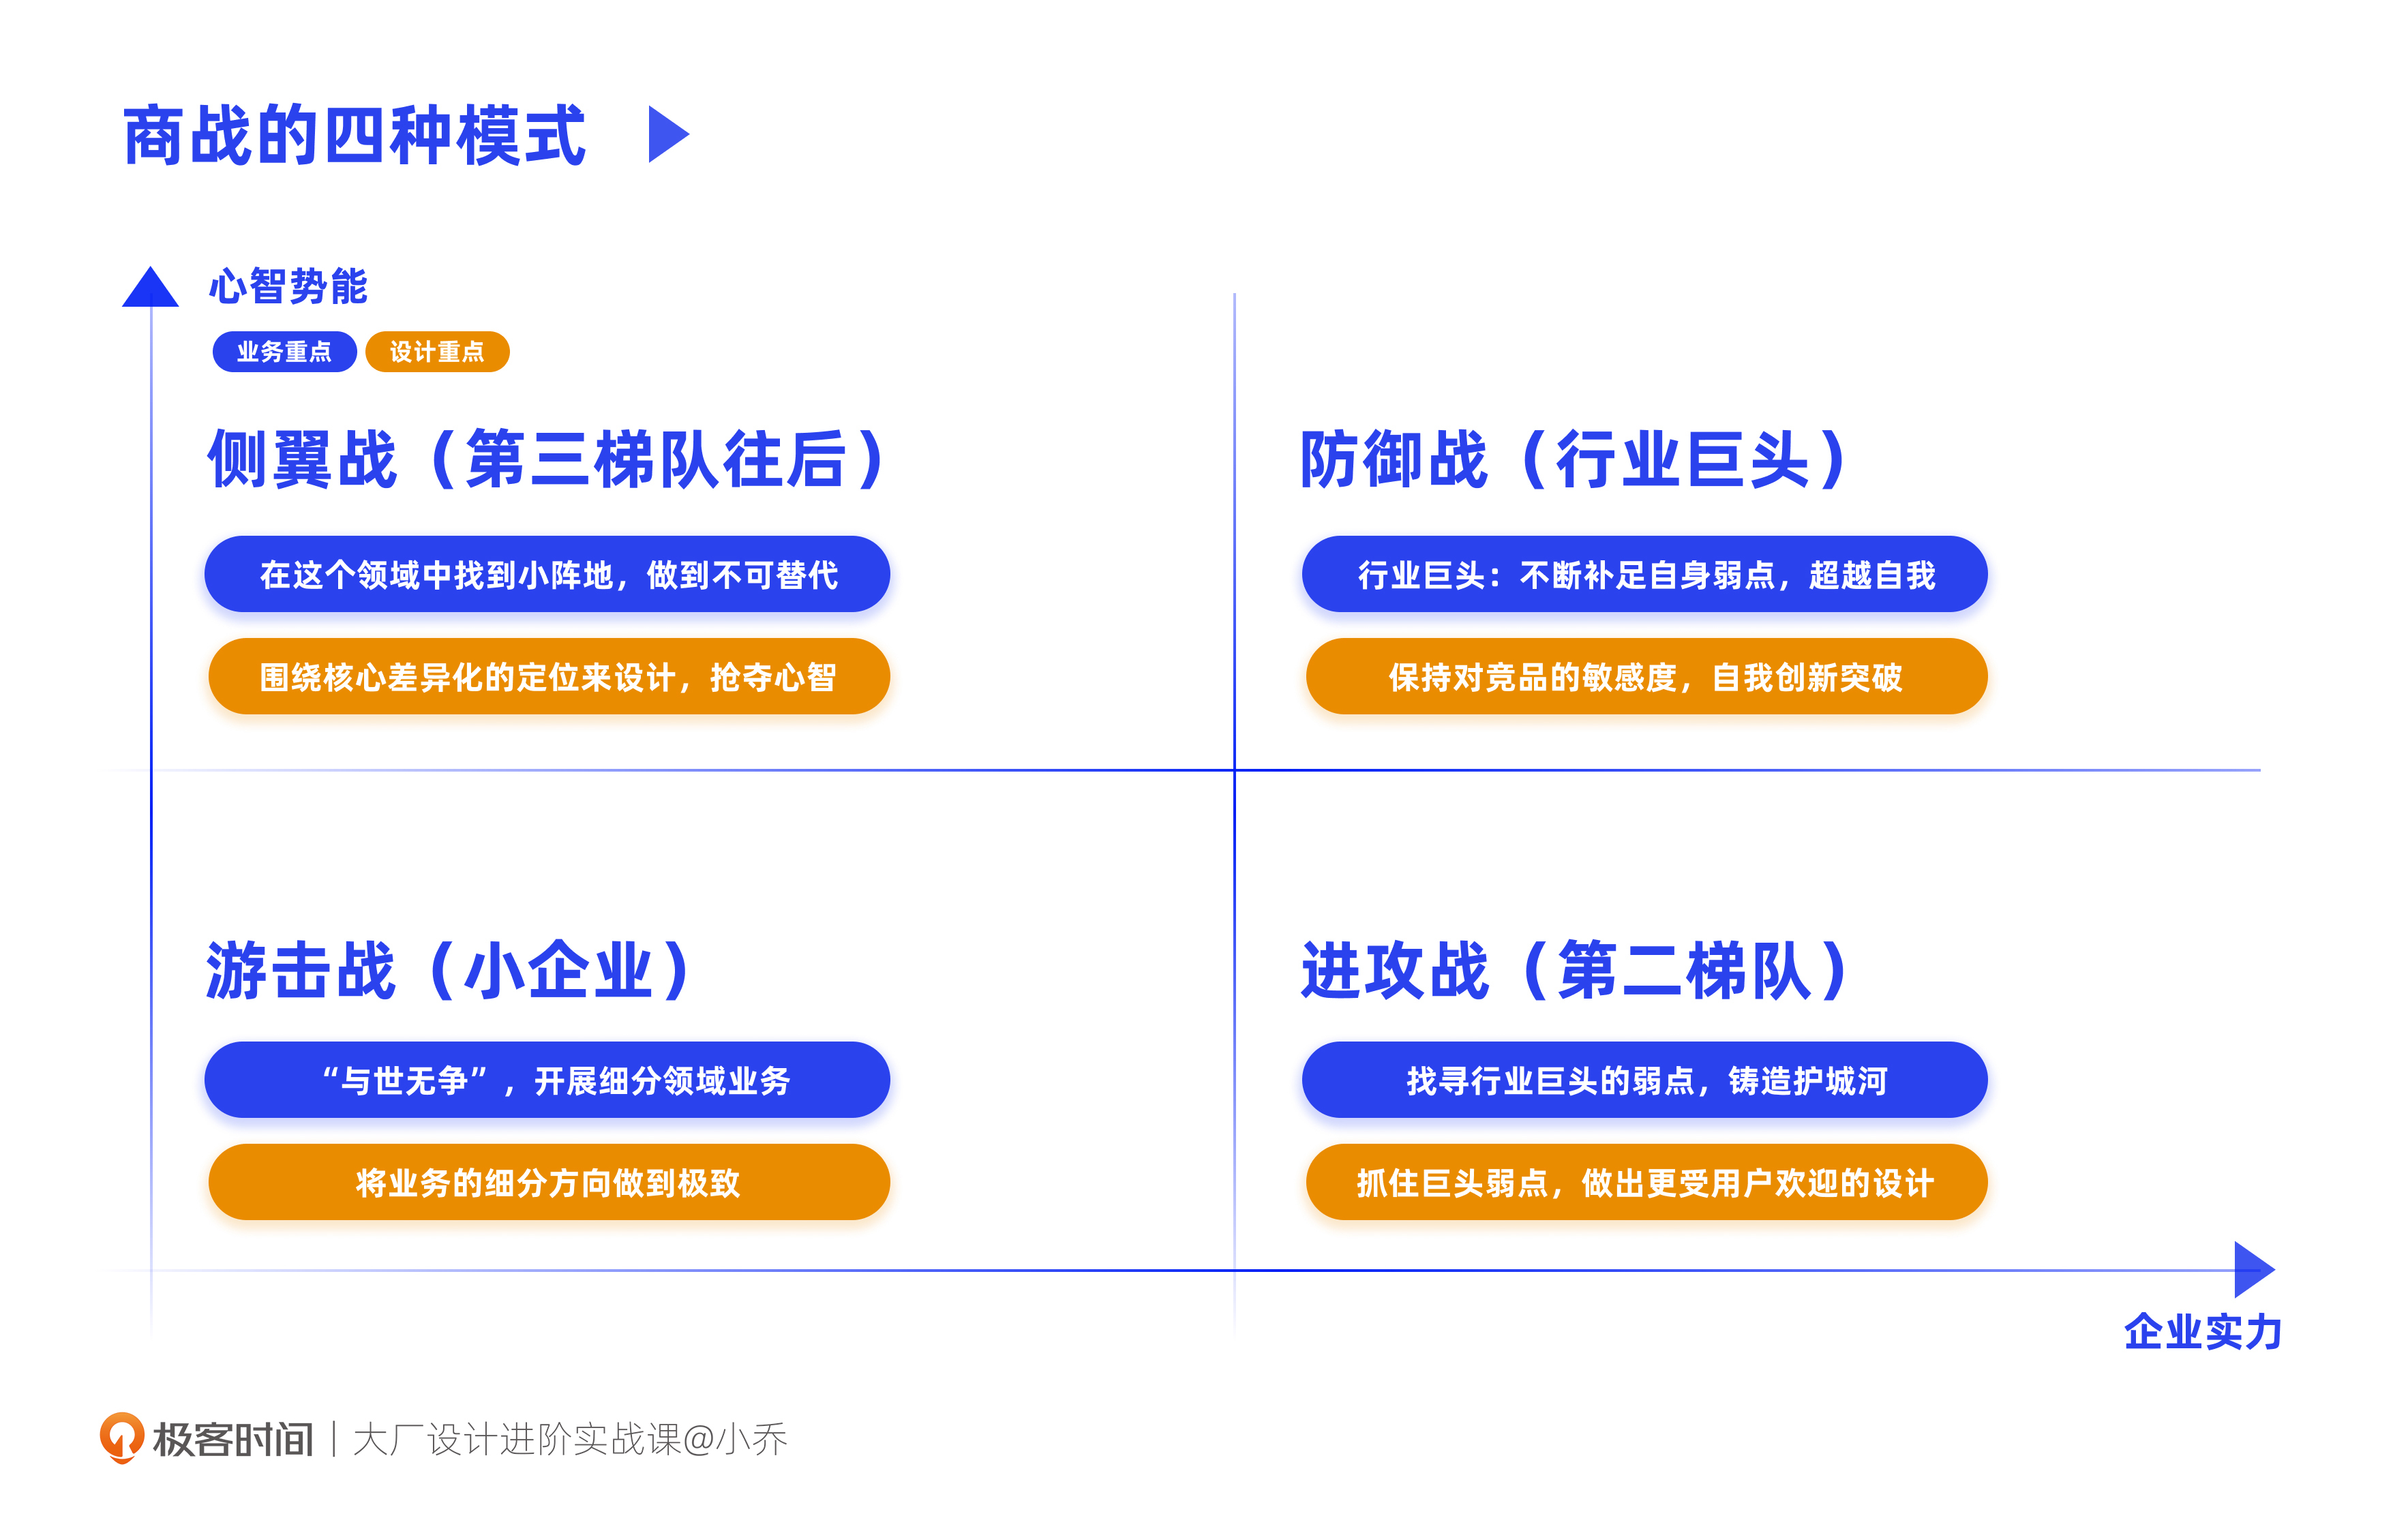 商战的四种模式
心智势能
业务重点 设计重点
侧翼战（第三梯队往后）
在这个领域中找到小阵地，做到不可替代
围绕核心差异化的定位来设计，抢夺心智
防御战（行业巨头）
行业巨头：不断补足自身弱点，超越自我
保持对竞品的敏感度，自我创新突破
游击战（小企业）
“与世无争”，开展细分领域业务
将业务的细分方向做到极致
进攻战（第二梯队）
找寻行业巨头的弱点，铸造护城河
抓住巨头弱点，做出更受用户欢迎的设计
企业实力
极客时间｜大厂设计进阶实战课@小乔